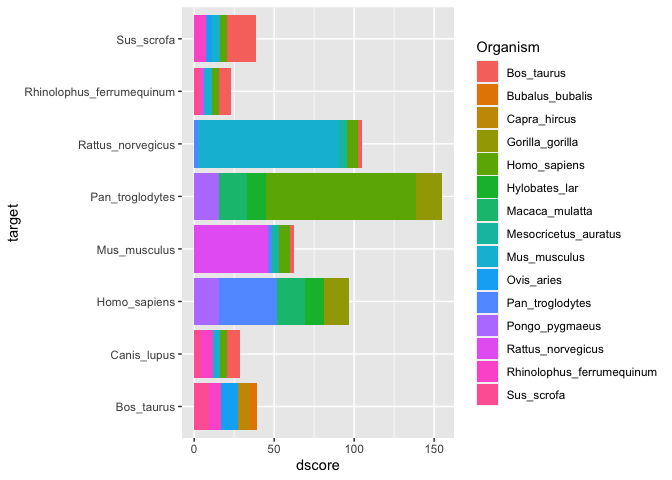 Sus_scrofa
Rhinolophus_ferrumequinum
Rattus_norvegicus
Pan_troglodytes
Mus_musculus
Homo_sapiens
Canis_lupus
Bos_taurus
target
0 50 100 150
dscore
Organism
Bos_taurus
Bubalus_bubalis
Capra_hircus
Gorilla_gorilla
Homo_sapiens
Hylobates_lar
Macaca_mulatta
Mesocricetus_auratus
Mus_musculus
Ovis_aries
Pan_troglodytes
Pongo_pygmaeus
Rattus_norvegicus
Rhinolophus_ferrumequinum
Sus_scrofa